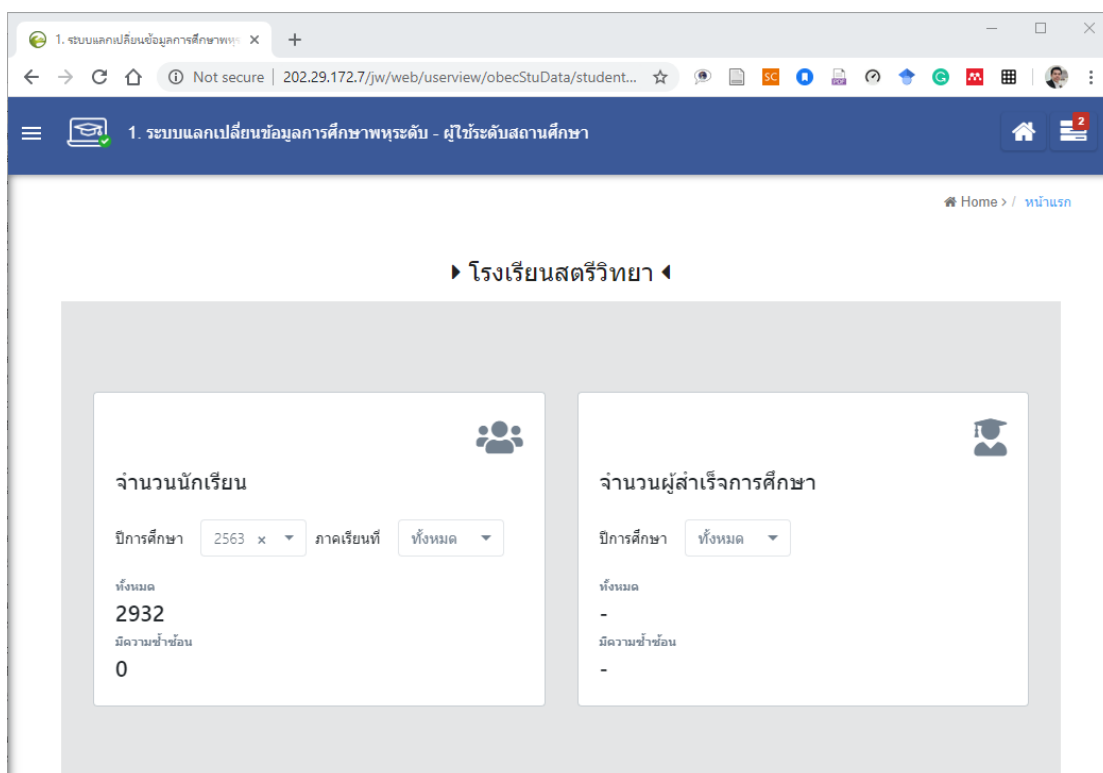 1. ระบบแลกเปลี่ยนข้อมูลการศึกษาพหุร
Not secure | 202.29.172.7/jw/web/userview/obecStuData/student...
SC
PDF
1. ระบบแลกเปลี่ยนข้อมูลการศึกษาพหุระดับ - ผู้ใช้ระดับสถานศึกษา
2
Home > / หน้าแรก
โรงเรียนสตรีวิทยา
จำนวนนักเรียน
ปีการศึกษา 2563 × ภาคเรียนที่ ทั้งหมด
ทั้งหมด
2932
มีความซ้ำซ้อน
0
จำนวนผู้สำเร็จการศึกษา
ปีการศึกษา ทั้งหมด
ทั้งหมด
-
มีความซ้ำซ้อน
-